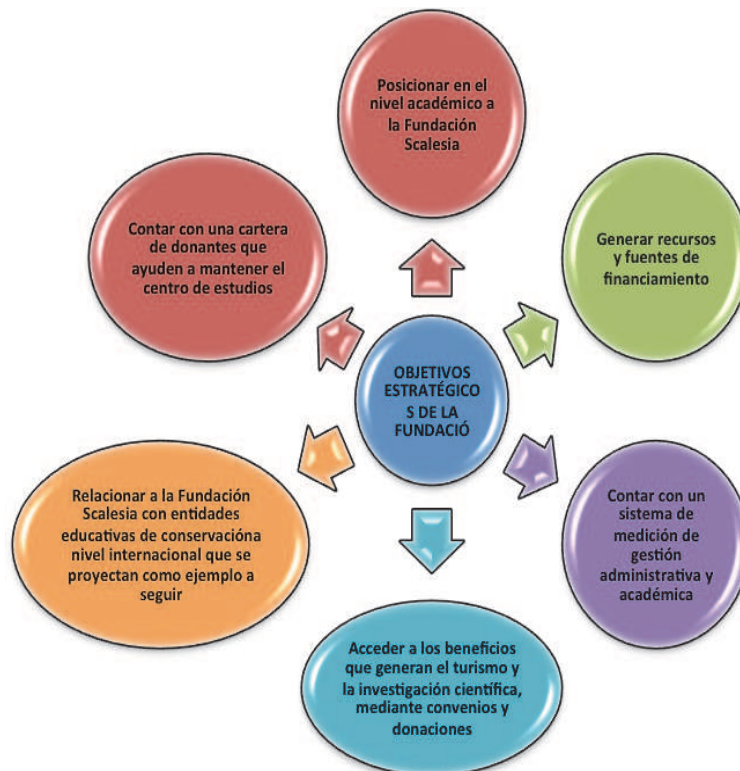 Posicionar en el
nivel académico a
la Fundación
Scalesia
Contar con una cartera
de donantes que
ayuden a mantener el
centro de estudios
Generar recursos
y fuentes de
financiamiento
OBJETIVOS
ESTRATÉGICO
S DE LA
FUNDACIÓ
Relacionar a la Fundación
Scalesia con entidades
educativas de conservacióna
nivel internacional que se
proyectan como ejemplo a
seguir
Contar con un
sistema de
medición de
gestión
administrativa y
académica
Acceder a los beneficios
que generan el turismo y
la investigación científica,
mediante convenios y
donaciones